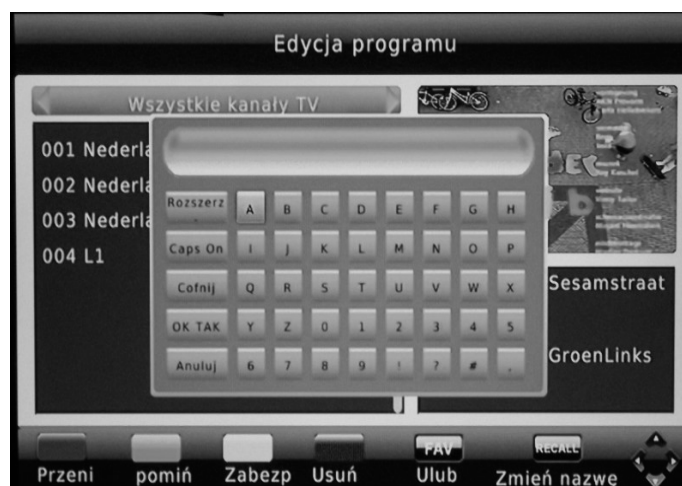 Edycja programu
Wszystkie kanały TV
001 Nederla
002 Nederla
003 Nederla
004 L1
Rozszerz
A B C D E F G H
Caps On I J K L M N O P
Cofnij Q R S T U V W X
OK TAK Y Z 0 1 2 3 4 5
Anuluj 6 7 8 9 ! ? # .
Sesamstraat
GroenLinks
FAV RECALL
Przeni pomiń Zabezp Usuń Ulub Zmień nazwe